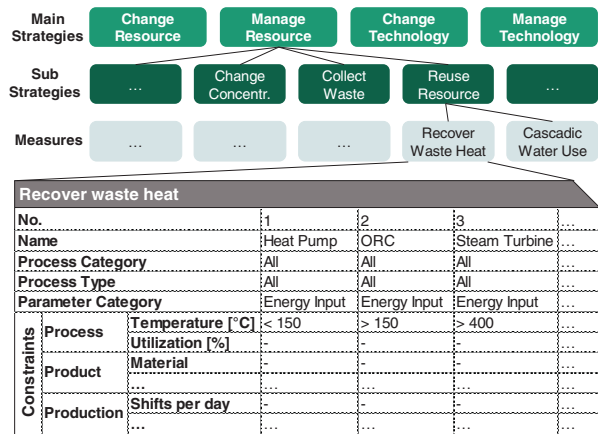 Main Strategies Change Resource Manage Resource Change Technology Manage Technology
Sub Strategies … Change Concentr. Collect Waste Reuse Resource …
Measures … … … Recover Waste Heat Cascadic Water Use
Recover waste heat
No. 1 2 3 …
Name Heat Pump ORC Steam Turbine …
Process Category All All All …
Process Type All All All …
Parameter Category Energy Input Energy Input Energy Input …
Constraints Process Temperature [°C] < 150 > 150 > 400 …
Utilization [%] - - - …
Product Material - - - …
… … … … …
Production Shifts per day - - - …
… … … … …